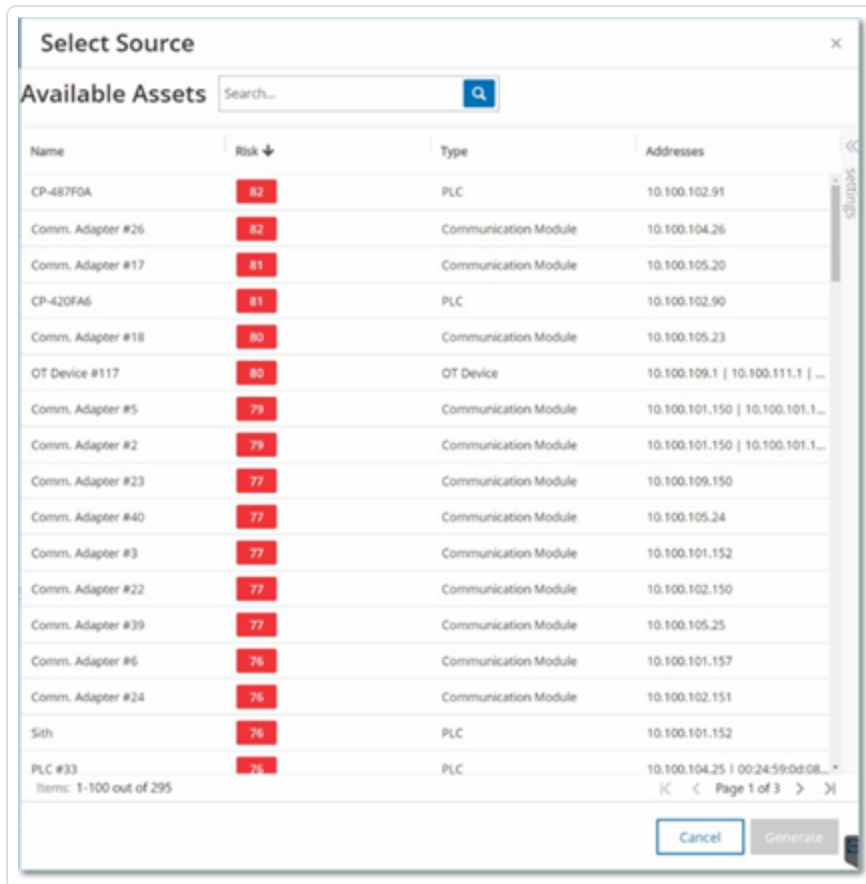 Select Source
Available Assets Search...
Name Risk Type Addresses
settings
CP-487F0A 82 PLC 10.100.102.91
Comm. Adapter #26 82 Communication Module 10.100.104.26
Comm. Adapter #17 81 Communication Module 10.100.105.20
CP-420FA6 81 PLC 10.100.102.90
Comm. Adapter #18 80 Communication Module 10.100.105.23
OT Device #117 80 OT Device 10.100.109.1 | 10.100.111.1 | ...
Comm. Adapter #5 79 Communication Module 10.100.101.150 | 10.100.101.1...
Comm. Adapter #2 79 Communication Module 10.100.101.150 | 10.100.101.1...
Comm. Adapter #23 77 Communication Module 10.100.109.150
Comm. Adapter #40 77 Communication Module 10.100.105.24
Comm. Adapter #3 77 Communication Module 10.100.101.152
Comm. Adapter #22 77 Communication Module 10.100.102.150
Comm. Adapter #39 77 Communication Module 10.100.105.25
Comm. Adapter #6 76 Communication Module 10.100.101.157
Comm. Adapter #24 76 Communication Module 10.100.102.151
Sith 76 PLC 10.100.101.152
PLC #33 76 PLC 10.100.104.25 | 00:24:59:0d:08...
Items: 1-100 out of 295 Page 1 of 3
Cancel Generate